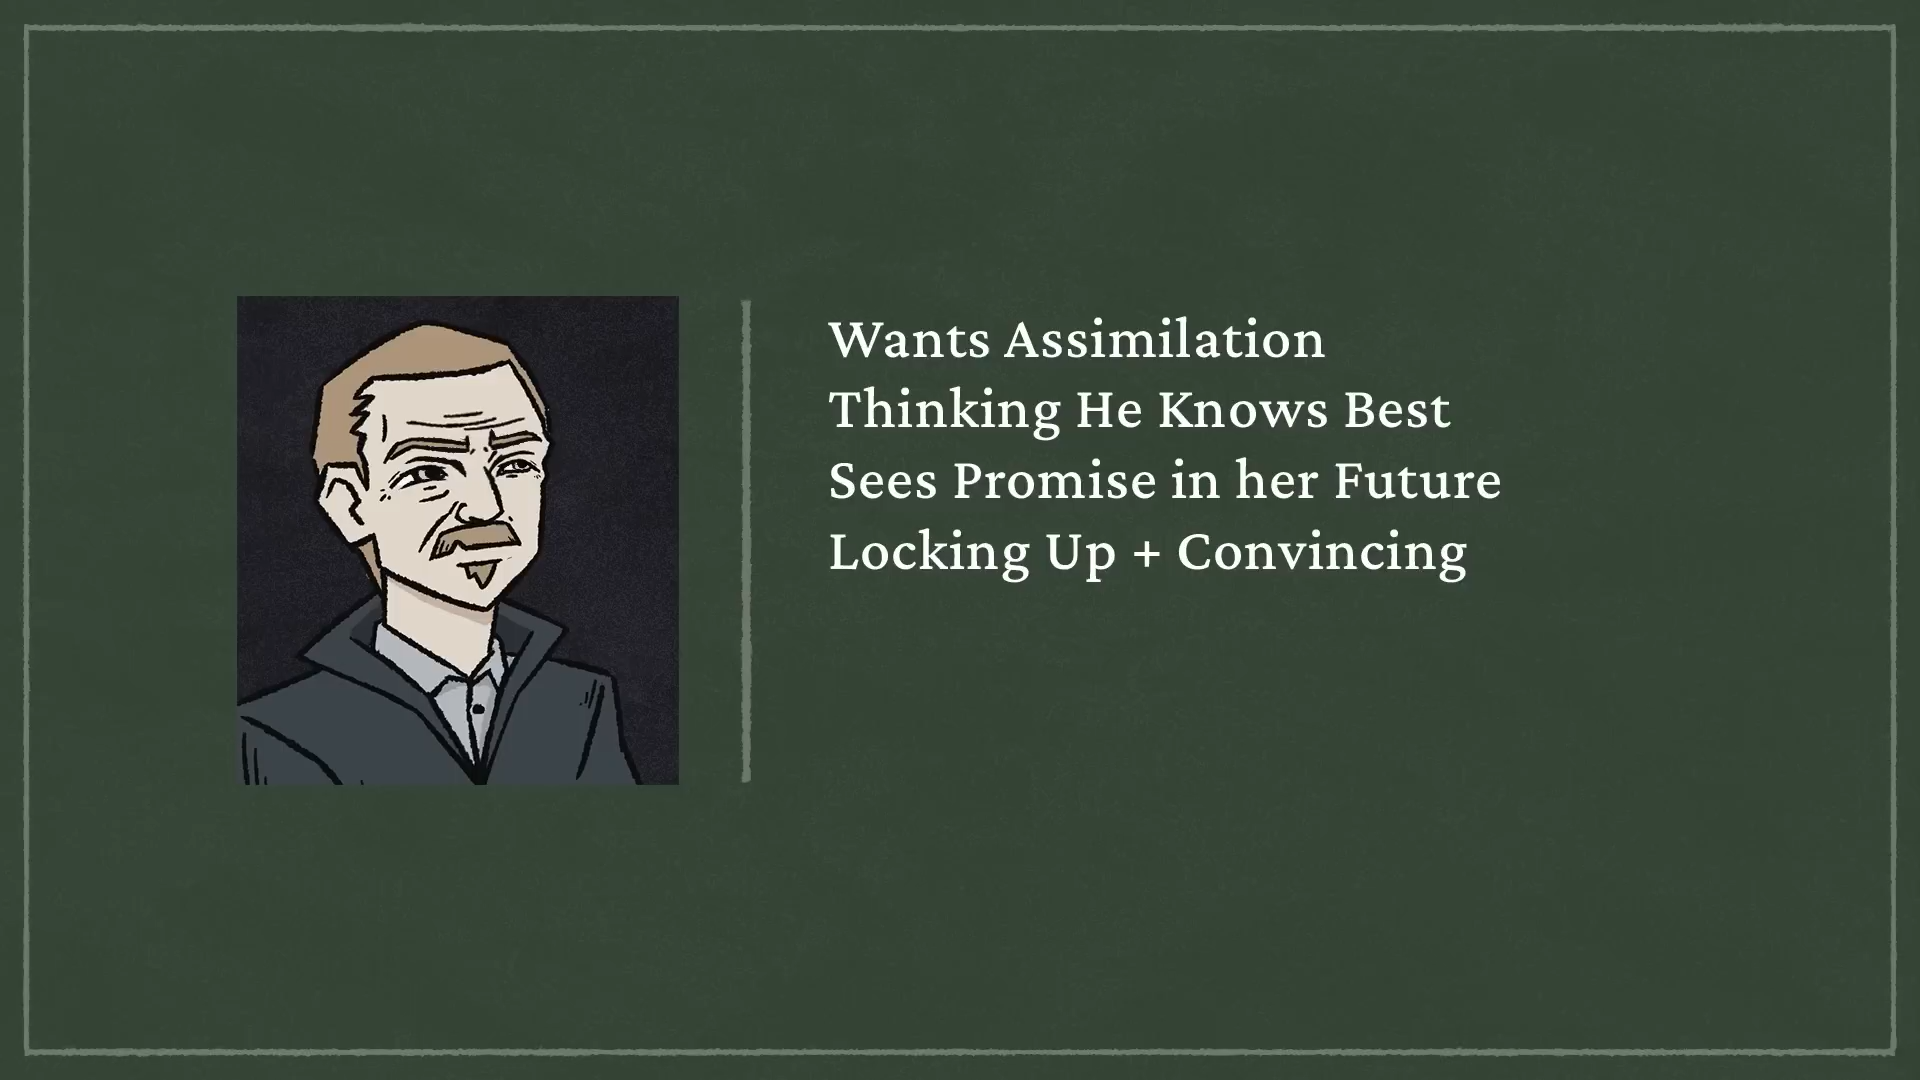 Wants Assimilation
Thinking He Knows Best
Sees Promise in her Future
Locking Up + Convincing